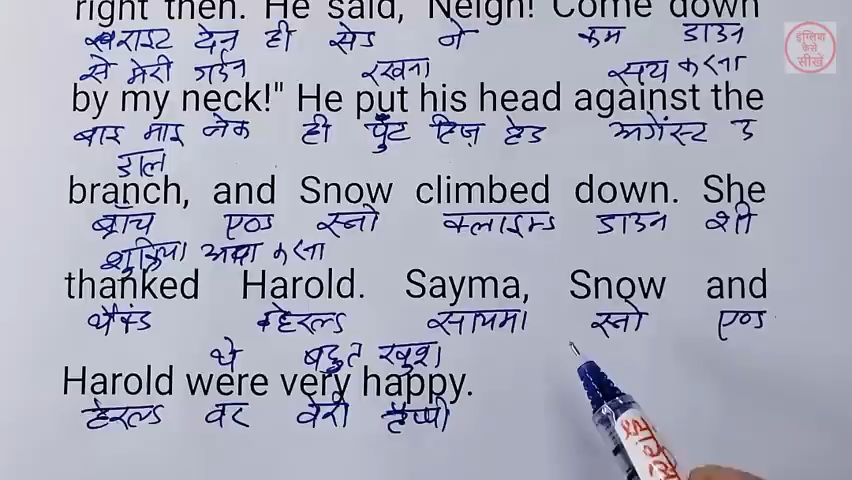 right then. He said, 'Neigh! Come down
राइट देन ही सेड ने कम डाउन
से मेरी गर्दन रखना साथ करना
by my neck!" He put his head against the
बाइ माइ नेक ही पुट हिज़ हेड अगेंस्ट द
डाल
branch, and Snow climbed down. She
ब्रांच एण्ड स्नो क्लाइम्ड डाउन शी
शुक्रिया अदा करना
thanked Harold. Sayma, Snow and
थैंक्ड हेरल्ड सायमा स्नो एण्ड
थे बहुत खुश
Harold were very happy.
हेरल्ड वर वेरी हैप्पी
इंग्लिश
कैसे
सीखें